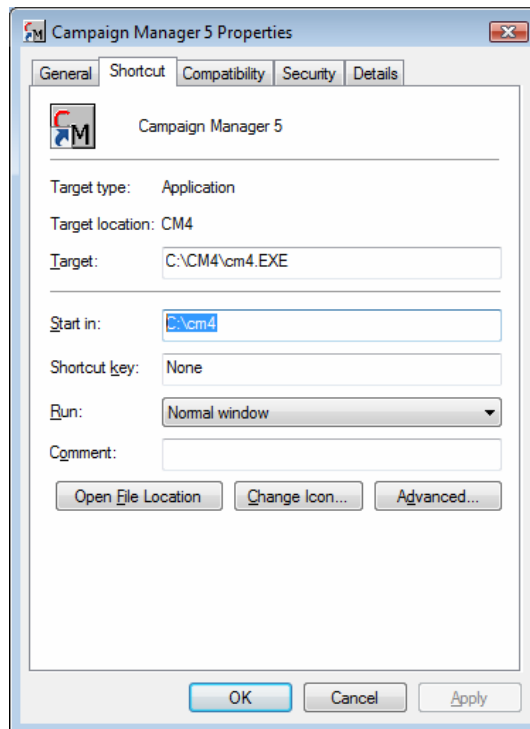 Campaign Manager 5 Properties
General Shortcut Compatibility Security Details
CM Campaign Manager 5
Target type: Application
Target location: CM4
Target: C:\CM4\cm4.EXE
Start in: C:\cm4
Shortcut key: None
Run: Normal window
Comment:
Open File Location Change Icon... Advanced...
OK Cancel Apply